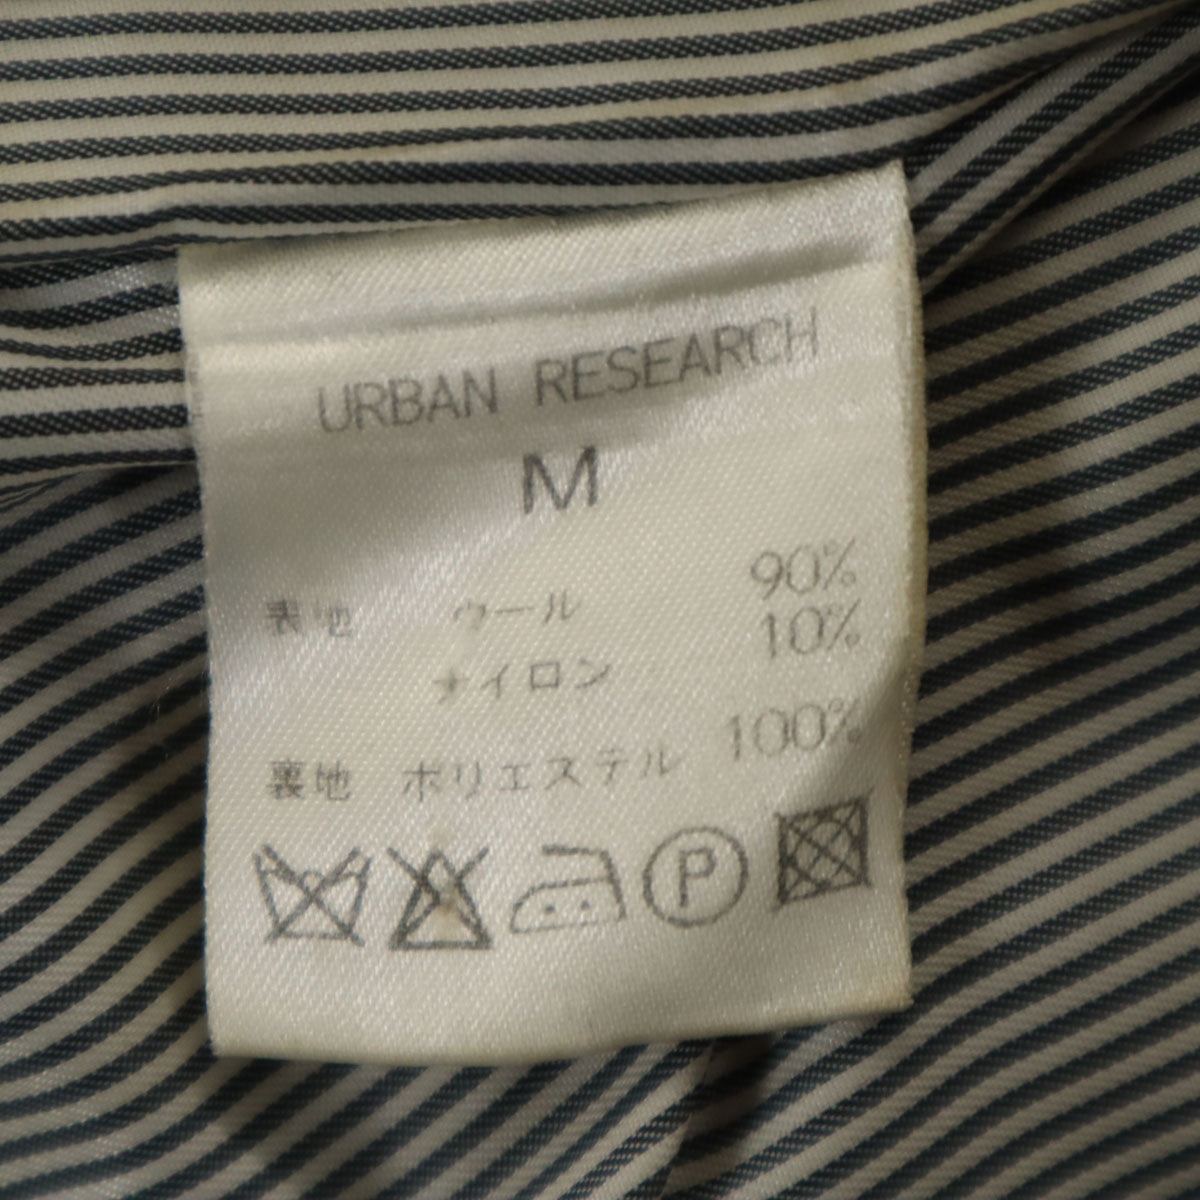 URBAN RESEARCH
M
表地 ウール 90%
ナイロン 10%
裏地 ポリエステル 100%
P